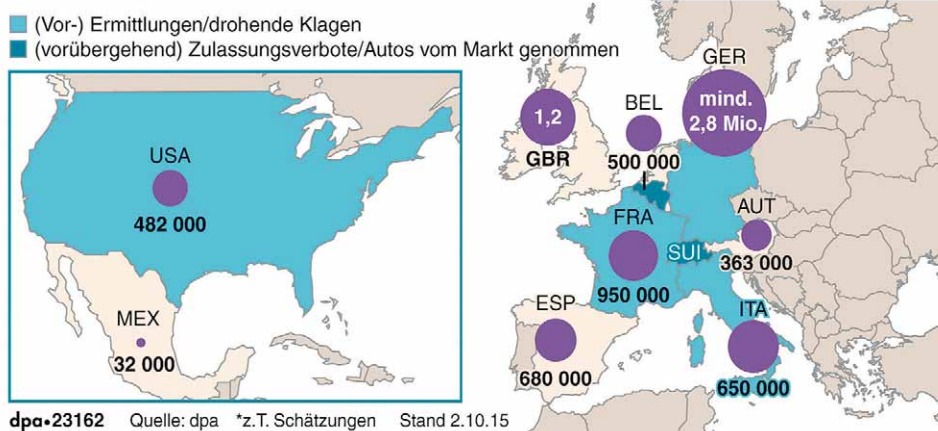 (Vor-) Ermittlungen/drohende Klagen
(vorübergehend) Zulassungsverbote/Autos vom Markt genommen
USA
482 000
MEX
32 000
1,2
GBR
BEL
500 000
GER
mind.
2,8 Mio.
FRA
950 000
SUI
AUT
363 000
ESP
680 000
ITA
650 000
dpa•23162 Quelle: dpa *z.T. Schätzungen Stand 2.10.15